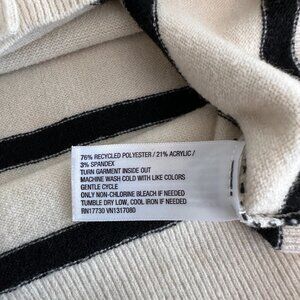 76% RECYCLED POLYESTER / 21% ACRYLIC /
3% SPANDEX
TURN GARMENT INSIDE OUT
MACHINE WASH COLD WITH LIKE COLORS
GENTLE CYCLE
ONLY NON-CHLORINE BLEACH IF NEEDED
TUMBLE DRY LOW, COOL IRON IF NEEDED
RN17730 VN1317080